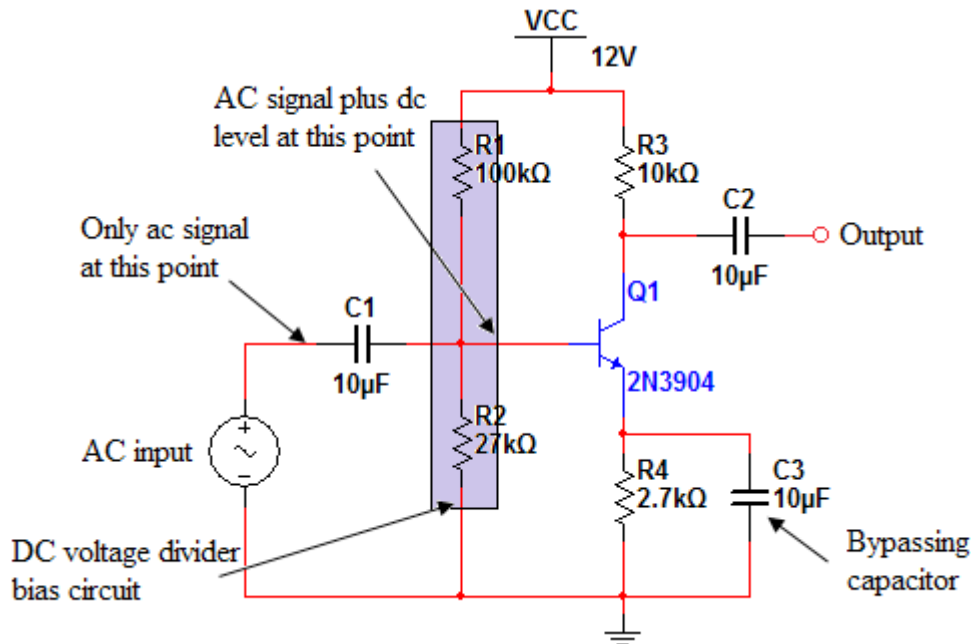 VCC
12V
AC signal plus dc
level at this point
R1
100kΩ
R3
10kΩ
C2
10µF
Output
Only ac signal
at this point
C1
10µF
Q1
2N3904
AC input
R2
27kΩ
R4
2.7kΩ
C3
10µF
DC voltage divider
bias circuit
Bypassing
capacitor